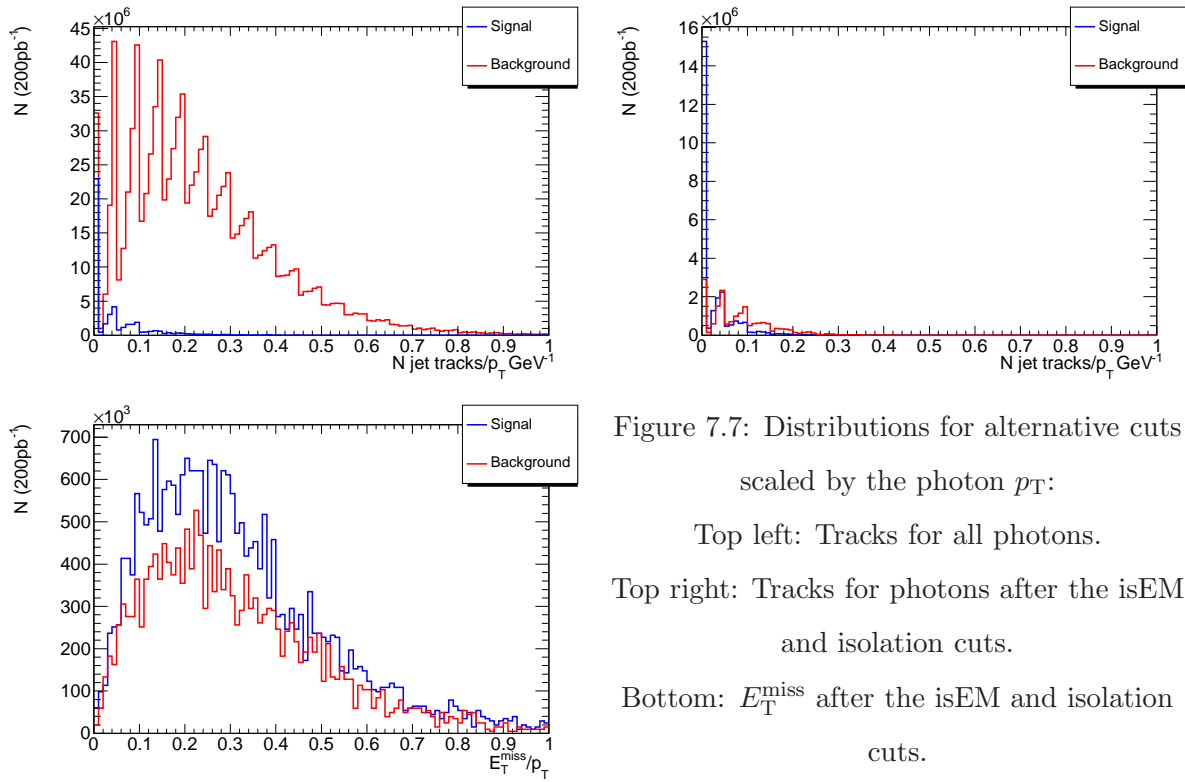 ×10⁶
N (200pb⁻¹)
45
40
35
30
25
20
15
10
5
0
0 0.1 0.2 0.3 0.4 0.5 0.6 0.7 0.8 0.9 1
N jet tracks/p_T GeV⁻¹
Signal
Background
×10⁶
N (200pb⁻¹)
16
14
12
10
8
6
4
2
0
0 0.1 0.2 0.3 0.4 0.5 0.6 0.7 0.8 0.9 1
N jet tracks/p_T GeV⁻¹
Signal
Background
×10³
N (200pb⁻¹)
700
600
500
400
300
200
100
0
0 0.1 0.2 0.3 0.4 0.5 0.6 0.7 0.8 0.9 1
E_T^miss/p_T
Signal
Background
Figure 7.7: Distributions for alternative cuts
scaled by the photon p_T:
Top left: Tracks for all photons.
Top right: Tracks for photons after the isEM
and isolation cuts.
Bottom: E_T^miss after the isEM and isolation
cuts.